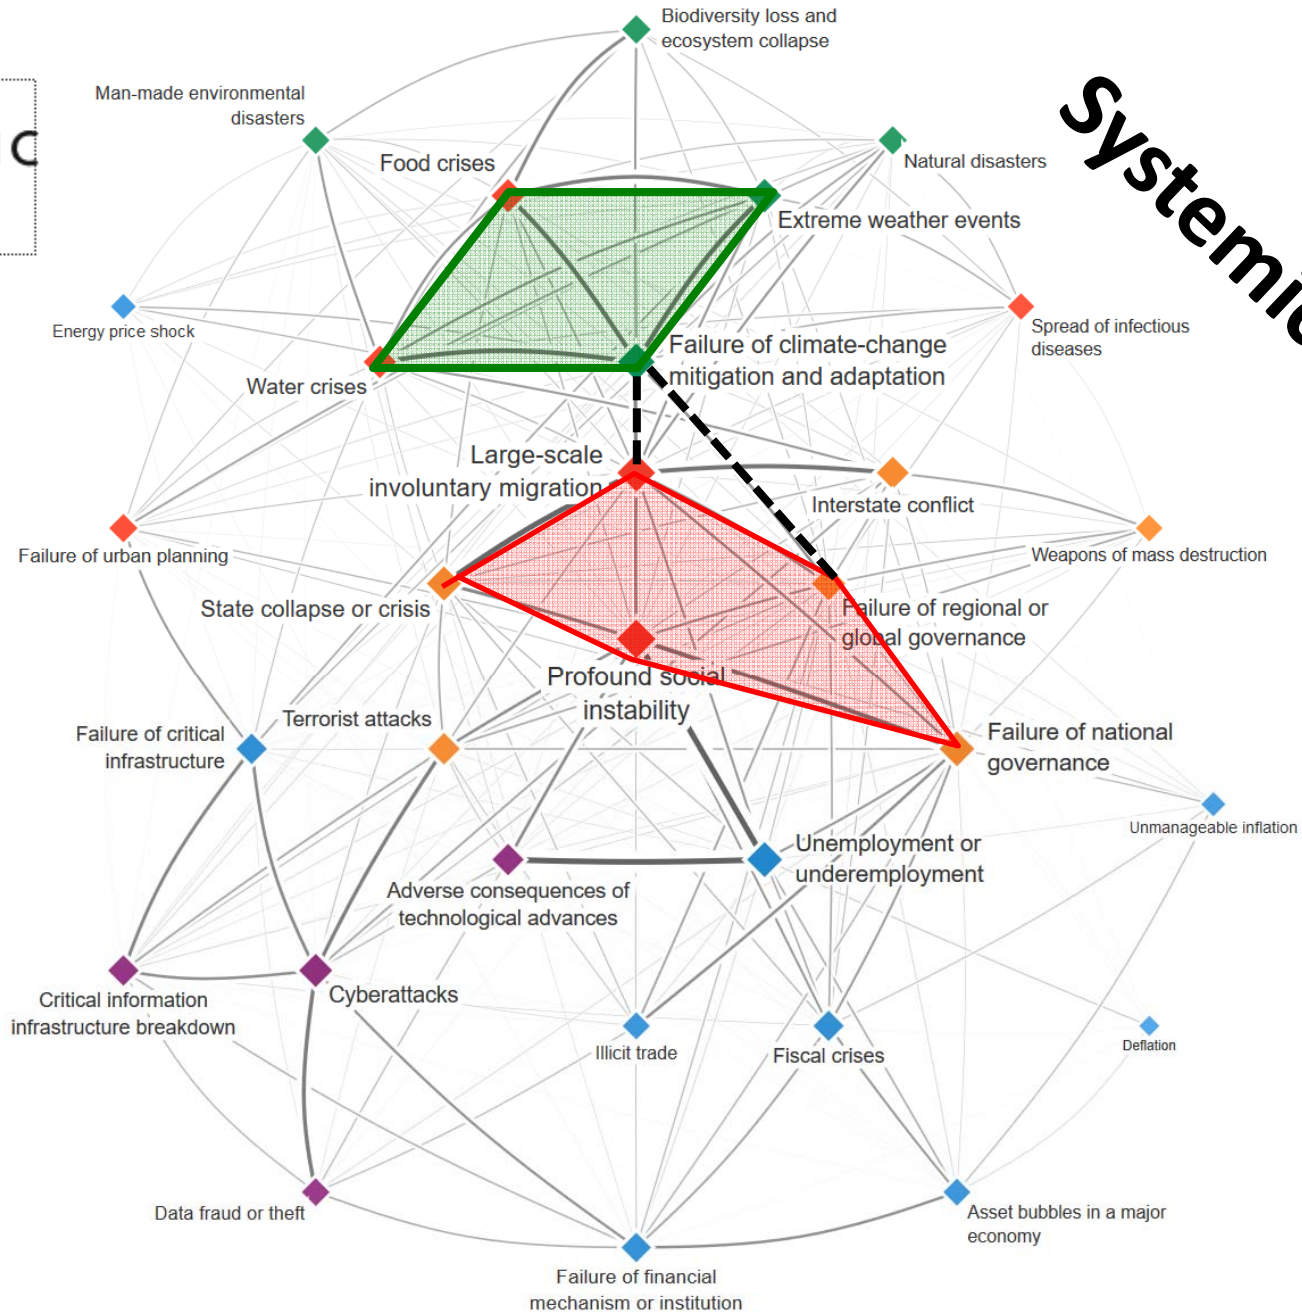 Biodiversity loss and
ecosystem collapse
Man-made environmental
disasters
Systemic
c
Food crises
Natural disasters
Extreme weather events
Energy price shock
Spread of infectious
diseases
Failure of climate-change
mitigation and adaptation
Water crises
Large-scale
involuntary migration
Interstate conflict
Failure of urban planning
Weapons of mass destruction
State collapse or crisis
Failure of regional or
global governance
Profound social
instability
Terrorist attacks
Failure of critical
infrastructure
Failure of national
governance
Unmanageable inflation
Unemployment or
underemployment
Adverse consequences of
technological advances
Critical information
infrastructure breakdown
Cyberattacks
Illicit trade
Fiscal crises
Deflation
Data fraud or theft
Asset bubbles in a major
economy
Failure of financial
mechanism or institution